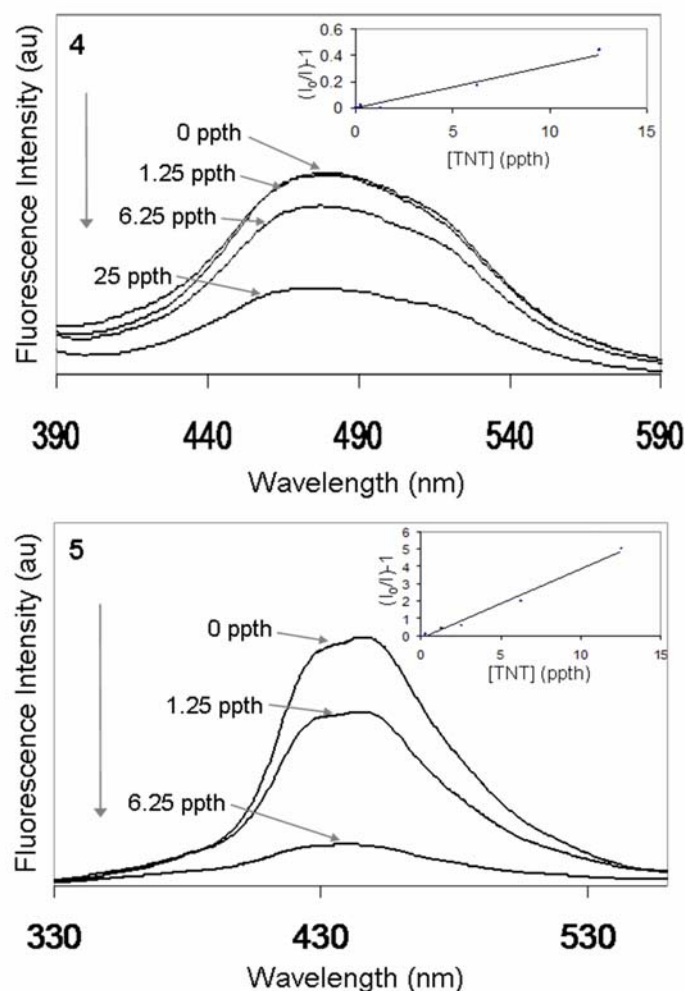 4
Fluorescence Intensity (au)
0 ppth
1.25 ppth
6.25 ppth
25 ppth
(I₀/I)-1
0.6
0.4
0.2
0
0 5 10 15
[TNT] (ppth)
390 440 490 540 590
Wavelength (nm)
5
Fluorescence Intensity (au)
0 ppth
1.25 ppth
6.25 ppth
(I₀/I)-1
6
5
4
3
2
1
0
0 5 10 15
[TNT] (ppth)
330 430 530
Wavelength (nm)